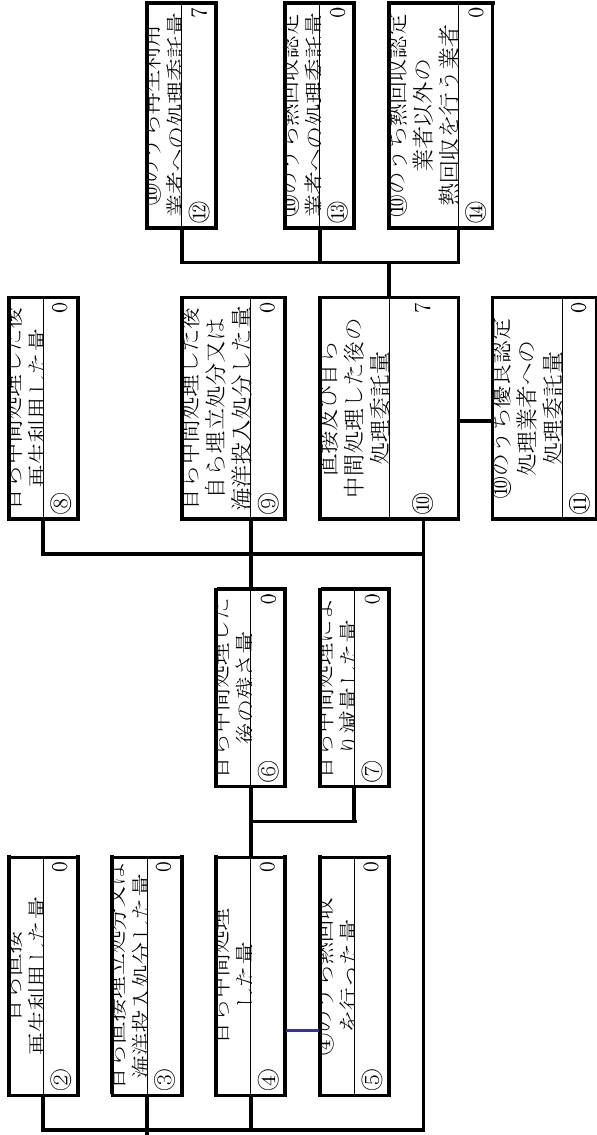 自ら直接
再生利用した量
② 0
自ら直接埋立処分又は
海洋投入処分した量
③ 0
自ら中間処理
した量
④ 0
④のうち熱回収
を行った量
⑤ 0
自ら中間処理した
後の残さ量
⑥ 0
自ら中間処理によ
り減量した量
⑦ 0
自ら中間処理した後
再生利用した量
⑧ 0
自ら中間処理した後
自ら埋立処分又は
海洋投入処分した量
⑨ 0
直接及び自ら
中間処理した後の
処理委託量
⑩ 7
⑩のうち優良認定
処理業者への
処理委託量
⑪ 0
⑩のうち再生利用
業者への処理委託量
⑫ 7
⑩のうち熱回収認定
業者への処理委託量
⑬ 0
⑩のうち熱回収認定
業者以外の
熱回収を行う業者
⑭ 0